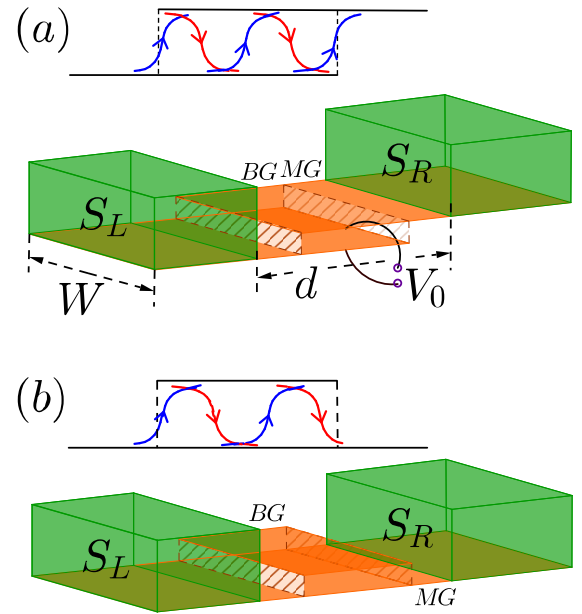 (a)
BG MG
S_L S_R
W d V_0
(b)
BG
S_L S_R
MG